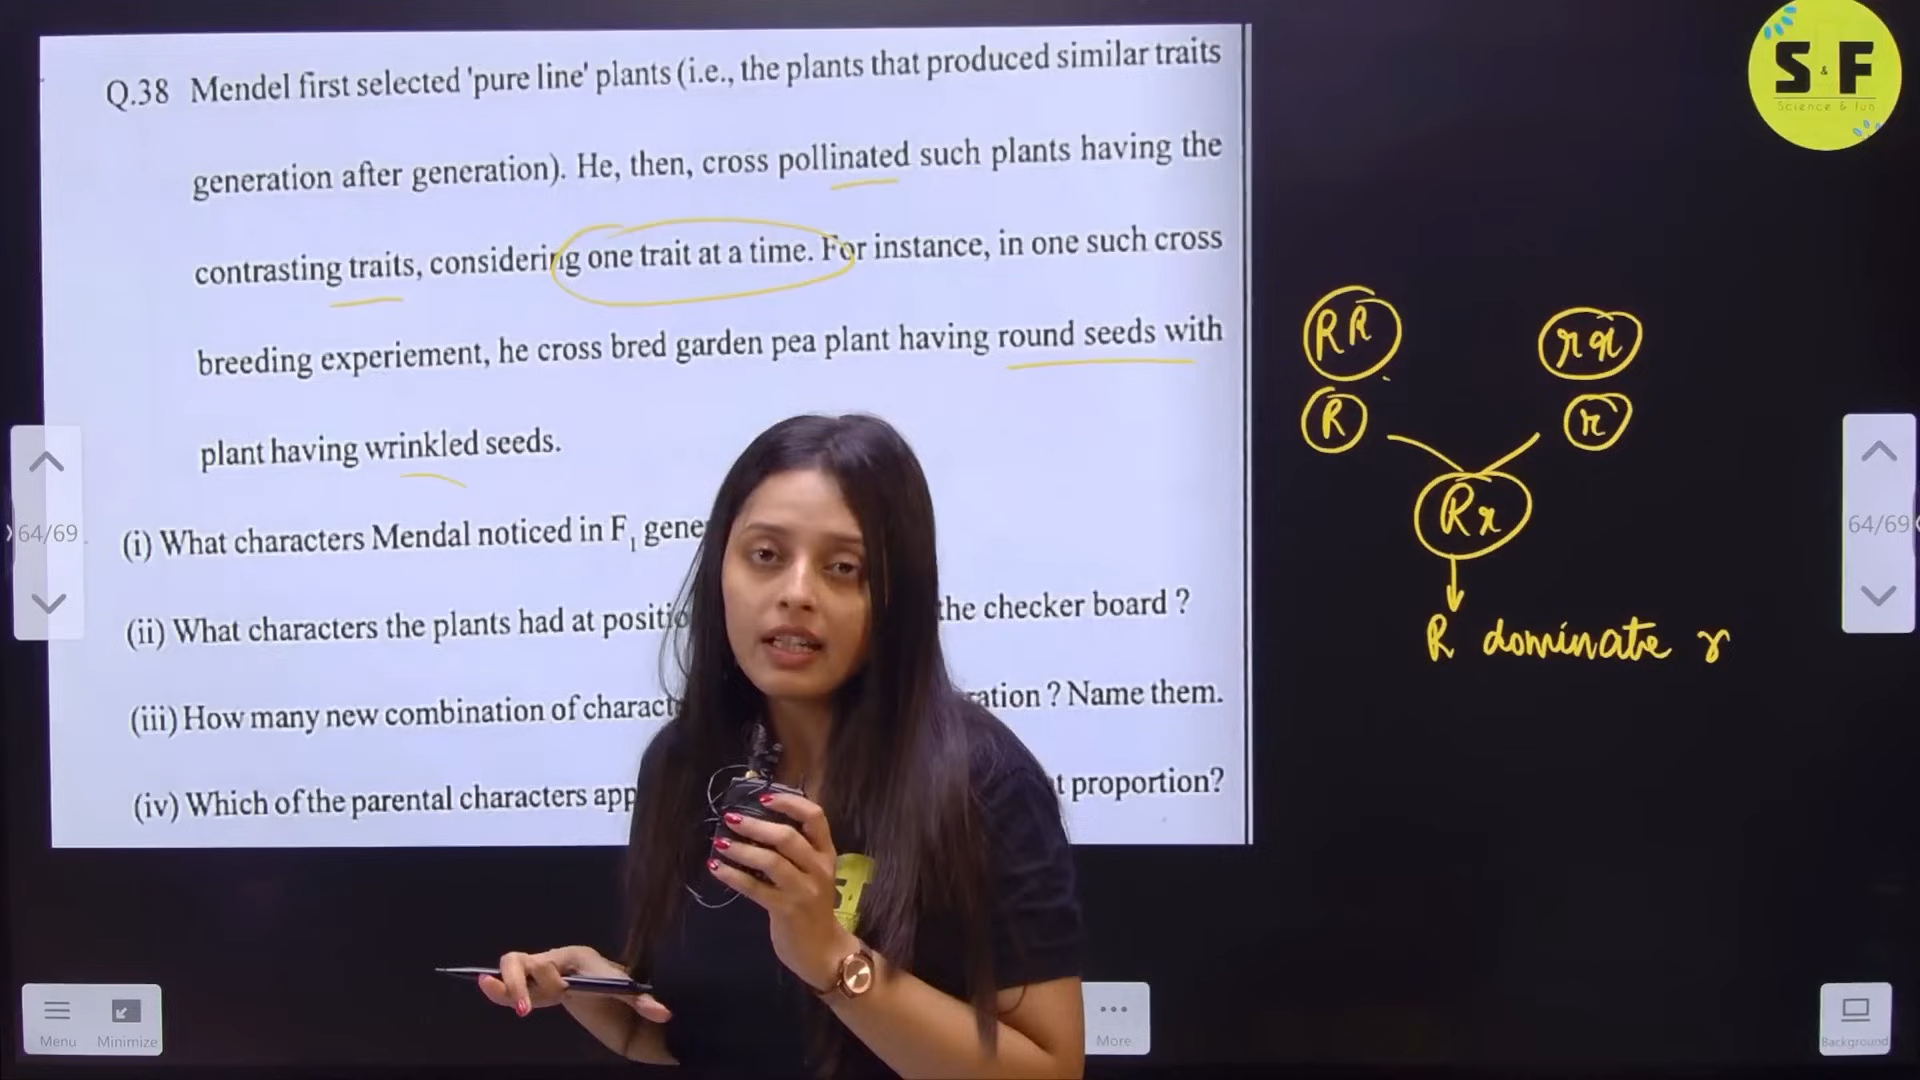 Q.38 Mendel first selected 'pure line' plants (i.e., the plants that produced similar traits
generation after generation). He, then, cross pollinated such plants having the
contrasting traits, considering one trait at a time. For instance, in one such cross
breeding experiement, he cross bred garden pea plant having round seeds with
plant having wrinkled seeds.
(i) What characters Mendal noticed in F1
(ii) What characters the plants had at the checker board ?
(iii) How many new combination of ? Name them.
(iv) Which of the parental characters proportion?
RR rr
R r
Rr
R dominate r
S & F
Science & fun
64/69
64/69
Menu Minimize
More
Background